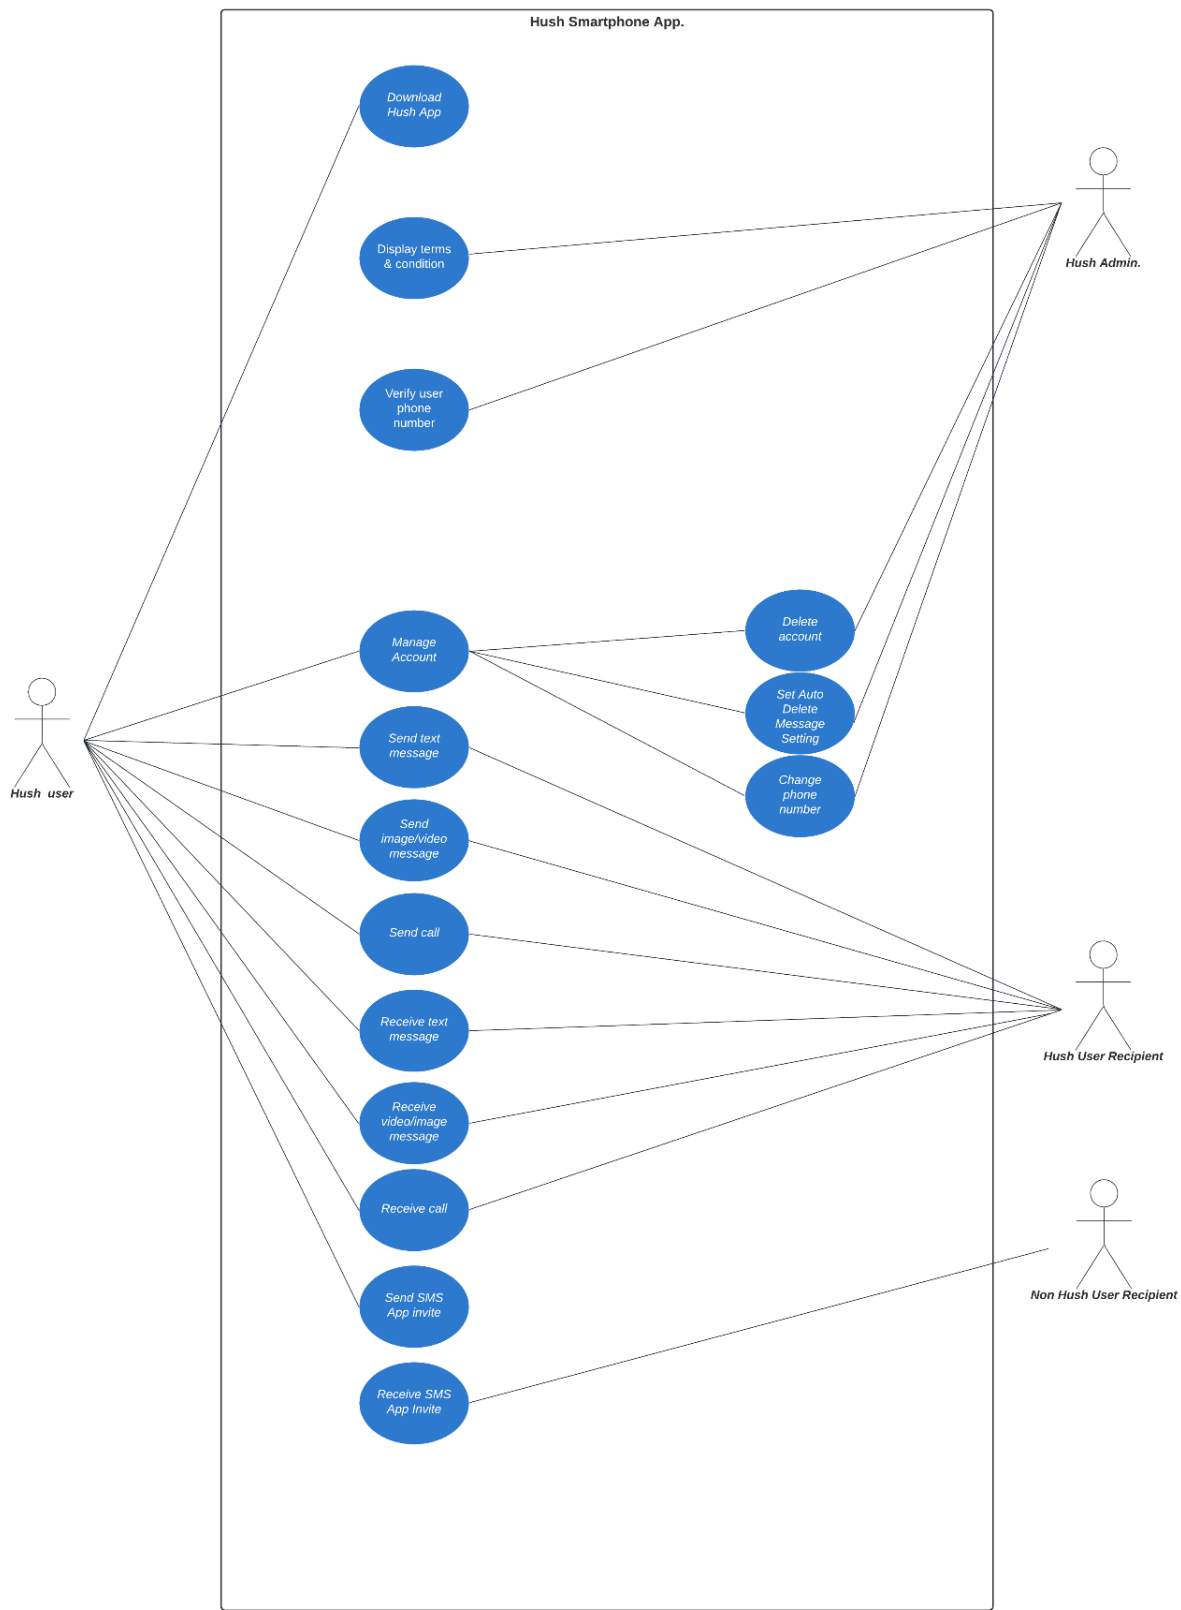 Hush Smartphone App.
Download
Hush App
Display terms
& condition
Hush Admin.
Verify user
phone
number
Manage
Account
Delete
account
Set Auto
Delete
Message
Setting
Change
phone
number
Hush  user
Send text
message
Send
image/video
message
Send call
Receive text
message
Hush User Recipient
Receive
video/image
message
Receive call
Send SMS
App invite
Non Hush User Recipient
Receive SMS
App Invite